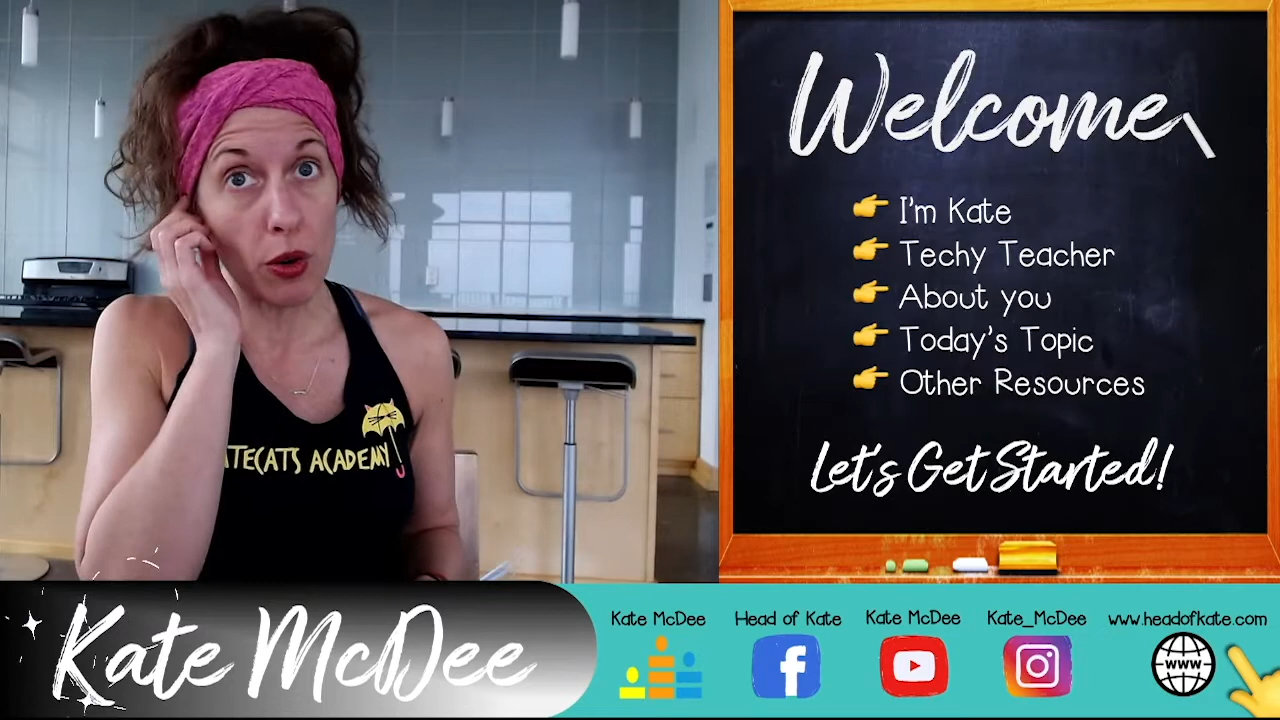 Welcome
I'm Kate
Techy Teacher
About you
Today's Topic
Other Resources
Let's Get Started!
ACADEMY
Kate McDee
Kate McDee
Head of Kate
Kate McDee
Kate_McDee
www.headofkate.com
WWW